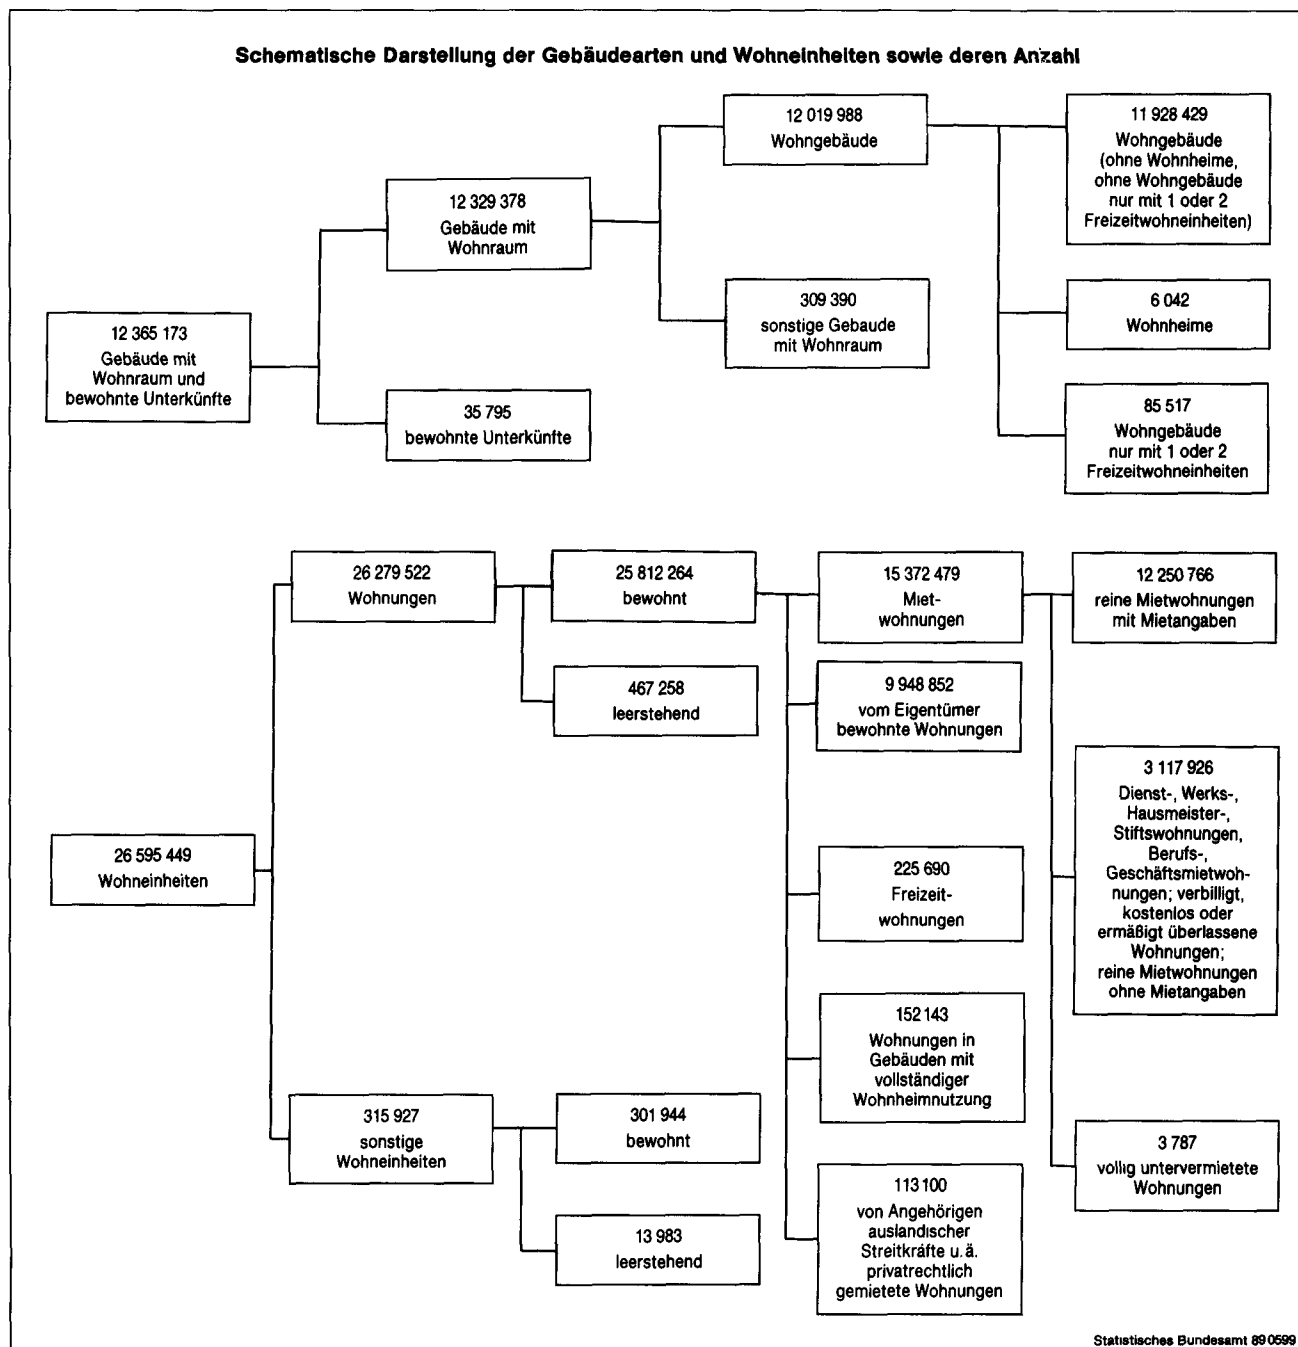 Schematische Darstellung der Gebäudearten und Wohneinheiten sowie deren Anzahl
12 365 173
Gebäude mit
Wohnraum und
bewohnte Unterkünfte
12 329 378
Gebäude mit
Wohnraum
35 795
bewohnte Unterkünfte
12 019 988
Wohngebäude
309 390
sonstige Gebaude
mit Wohnraum
11 928 429
Wohngebäude
(ohne Wohnheime,
ohne Wohngebäude
nur mit 1 oder 2
Freizeitwohneinheiten)
6 042
Wohnheime
85 517
Wohngebäude
nur mit 1 oder 2
Freizeitwohneinheiten
26 595 449
Wohneinheiten
26 279 522
Wohnungen
315 927
sonstige
Wohneinheiten
25 812 264
bewohnt
467 258
leerstehend
301 944
bewohnt
13 983
leerstehend
15 372 479
Miet-
wohnungen
9 948 852
vom Eigentümer
bewohnte Wohnungen
225 690
Freizeit-
wohnungen
152 143
Wohnungen in
Gebäuden mit
vollständiger
Wohnheimnutzung
113 100
von Angehörigen
auslandischer
Streitkräfte u. ä.
privatrechtlich
gemietete Wohnungen
12 250 766
reine Mietwohnungen
mit Mietangaben
3 117 926
Dienst-, Werks-,
Hausmeister-,
Stiftswohnungen,
Berufs-,
Geschäftsmietwoh-
nungen; verbilligt,
kostenlos oder
ermäßigt überlassene
Wohnungen;
reine Mietwohnungen
ohne Mietangaben
3 787
vollig untervermietete
Wohnungen
Statistisches Bundesamt 89 0599